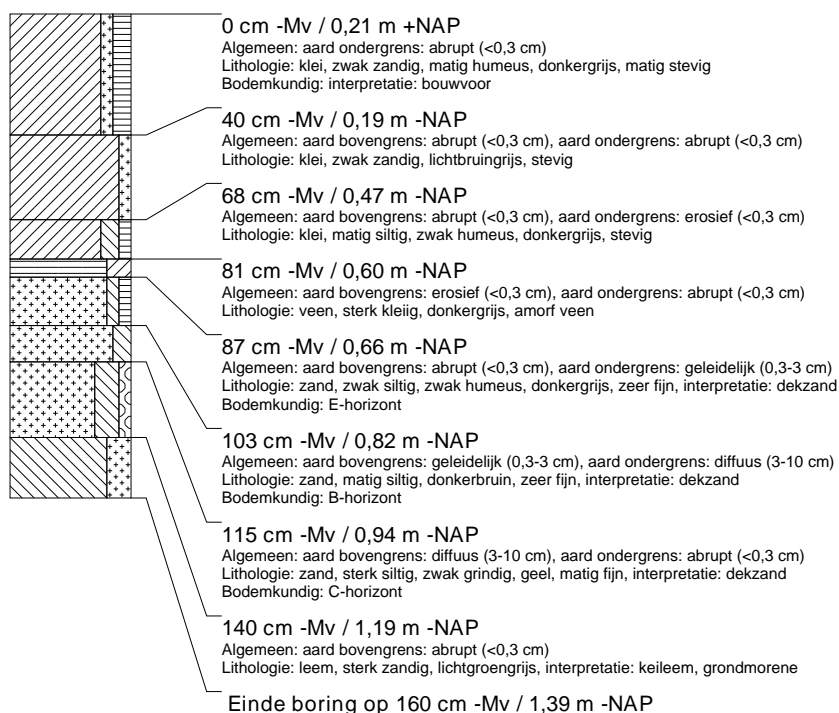 0 cm -Mv / 0,21 m +NAP
Algemeen: aard ondergrens: abrupt (<0,3 cm)
Lithologie: klei, zwak zandig, matig humeus, donkergrijs, matig stevig
Bodemkundig: interpretatie: bouwvoor
40 cm -Mv / 0,19 m -NAP
Algemeen: aard bovengrens: abrupt (<0,3 cm), aard ondergrens: abrupt (<0,3 cm)
Lithologie: klei, zwak zandig, lichtbruingrijs, stevig
68 cm -Mv / 0,47 m -NAP
Algemeen: aard bovengrens: abrupt (<0,3 cm), aard ondergrens: erosief (<0,3 cm)
Lithologie: klei, matig siltig, zwak humeus, donkergrijs, stevig
81 cm -Mv / 0,60 m -NAP
Algemeen: aard bovengrens: erosief (<0,3 cm), aard ondergrens: abrupt (<0,3 cm)
Lithologie: veen, sterk kleiig, donkergrijs, amorf veen
87 cm -Mv / 0,66 m -NAP
Algemeen: aard bovengrens: abrupt (<0,3 cm), aard ondergrens: geleidelijk (0,3-3 cm)
Lithologie: zand, zwak siltig, zwak humeus, donkergrijs, zeer fijn, interpretatie: dekzand
Bodemkundig: E-horizont
103 cm -Mv / 0,82 m -NAP
Algemeen: aard bovengrens: geleidelijk (0,3-3 cm), aard ondergrens: diffuus (3-10 cm)
Lithologie: zand, matig siltig, donkerbruin, zeer fijn, interpretatie: dekzand
Bodemkundig: B-horizont
115 cm -Mv / 0,94 m -NAP
Algemeen: aard bovengrens: diffuus (3-10 cm), aard ondergrens: abrupt (<0,3 cm)
Lithologie: zand, sterk siltig, zwak grindig, geel, matig fijn, interpretatie: dekzand
Bodemkundig: C-horizont
140 cm -Mv / 1,19 m -NAP
Algemeen: aard bovengrens: abrupt (<0,3 cm)
Lithologie: leem, sterk zandig, lichtgroengrijs, interpretatie: keileem, grondmorene
Einde boring op 160 cm -Mv / 1,39 m -NAP